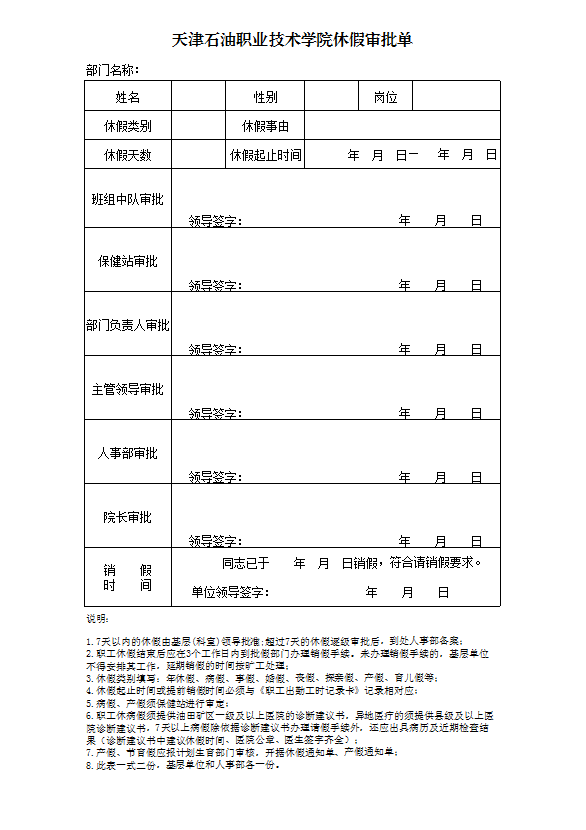 天津石油职业技术学院休假审批单
部门名称：
姓名 性别 岗位
休假类别 休假事由
休假天数 休假起止时间 年 月 日— 年 月 日
班组中队审批
领导签字： 年 月 日
保健站审批
领导签字： 年 月 日
部门负责人审批
领导签字： 年 月 日
主管领导审批
领导签字： 年 月 日
人事部审批
领导签字： 年 月 日
院长审批
领导签字： 年 月 日
销 假
时 间
同志已于 年 月 日销假，符合请销假要求。
单位领导签字： 年 月 日
说明：
1.7天以内的休假由基层(科室)领导批准;超过7天的休假逐级审批后，到处人事部备案；
2.职工休假结束后应在3个工作日内到批假部门办理销假手续。未办理销假手续的，基层单位
不得安排其工作，延期销假的时间按旷工处理；
3.休假类别填写：年休假、病假、事假、婚假、丧假、探亲假、产假、育儿假等；
4.休假起止时间或提前销假时间必须与《职工出勤工时记录卡》记录相对应；
5.病假、产假须保健站进行审定；
6.职工休病假须提供油田矿区一级及以上医院的诊断建议书，异地医疗的须提供县级及以上医
院诊断建议书，7天以上病假除依据诊断建议书办理请假手续外，还应出具病历及近期检查结
果（诊断建议书中建议休假时间、医院公章、医生签字齐全）；
7.产假、节育假应报计划生育部门审核，开据休假通知单、产假通知单；
8.此表一式二份，基层单位和人事部各一份。